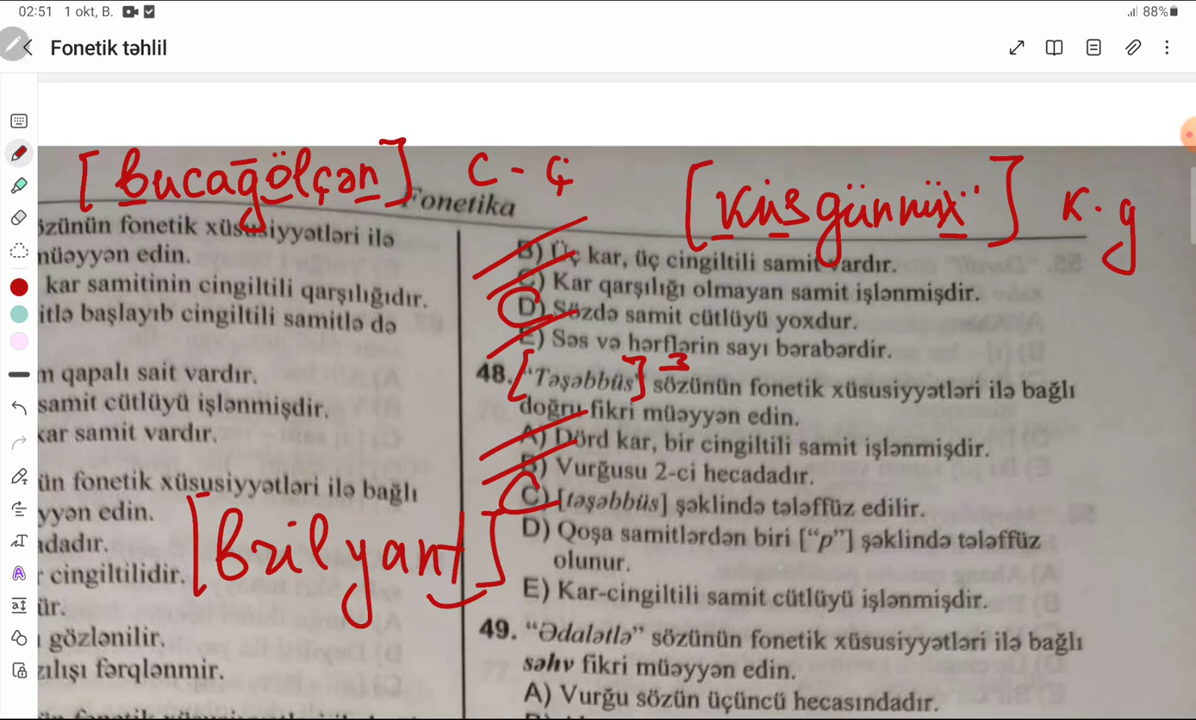 02:51 1 okt, B. 88%
Fonetik təhlil
[Bucağölçən] C - Ç
[Küsgünnüx'] K - g
Fonetika
özünün fonetik xüsusiyyətləri ilə
müəyyən edin.
kar samitinin cingiltili qarşılığıdır.
itlə başlayıb cingiltili samitlə də
m qapalı sait vardır.
samit cütlüyü işlənmişdir.
kar samit vardır.
ün fonetik xüsusiyyətləri ilə bağlı
yyən edin.
adadır.
r cingiltilidir.
ür.
gözlənilir.
zılışı fərqlənmir.
[Brilyant]
B) Üç kar, üç cingiltili samit vardır.
C) Kar qarşılığı olmayan samit işlənmişdir.
D) Sözdə samit cütlüyü yoxdur.
E) Səs və hərflərin sayı bərabərdir.
48. ["Təşəbbüs"] 3 sözünün fonetik xüsusiyyətləri ilə bağlı
doğru fikri müəyyən edin.
A) Dörd kar, bir cingiltili samit işlənmişdir.
B) Vurğusu 2-ci hecadadır.
C) [təşəbbüs] şəklində tələffüz edilir.
D) Qoşa samitlərdən biri ["p"] şəklində tələffüz
olunur.
E) Kar-cingiltili samit cütlüyü işlənmişdir.
49. "Ədalətlə" sözünün fonetik xüsusiyyətləri ilə bağlı
səhv fikri müəyyən edin.
A) Vurğu sözün üçüncü hecasındadır.